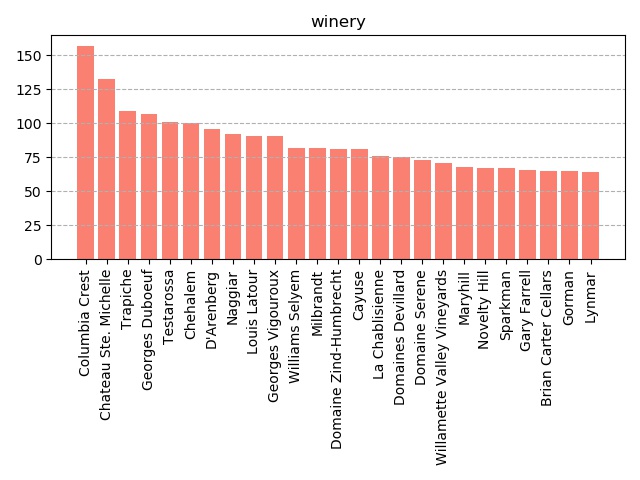 winery
150
125
100
75
50
25
0
Columbia Crest
Chateau Ste. Michelle
Trapiche
Georges Duboeuf
Testarossa
Chehalem
D'Arenberg
Naggiar
Louis Latour
Georges Vigouroux
Williams Selyem
Milbrandt
Domaine Zind-Humbrecht
Cayuse
La Chablisienne
Domaines Devillard
Domaine Serene
Willamette Valley Vineyards
Maryhill
Novelty Hill
Sparkman
Gary Farrell
Brian Carter Cellars
Gorman
Lynmar